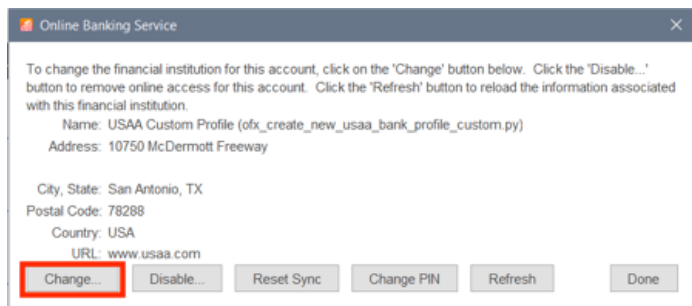 Online Banking Service
To change the financial institution for this account, click on the 'Change' button below. Click the 'Disable...'
button to remove online access for this account. Click the 'Refresh' button to reload the information associated
with this financial institution.
Name: USAA Custom Profile (ofx_create_new_usaa_bank_profile_custom.py)
Address: 10750 McDermott Freeway
City, State: San Antonio, TX
Postal Code: 78288
Country: USA
URL: www.usaa.com
Change... Disable... Reset Sync Change PIN Refresh Done